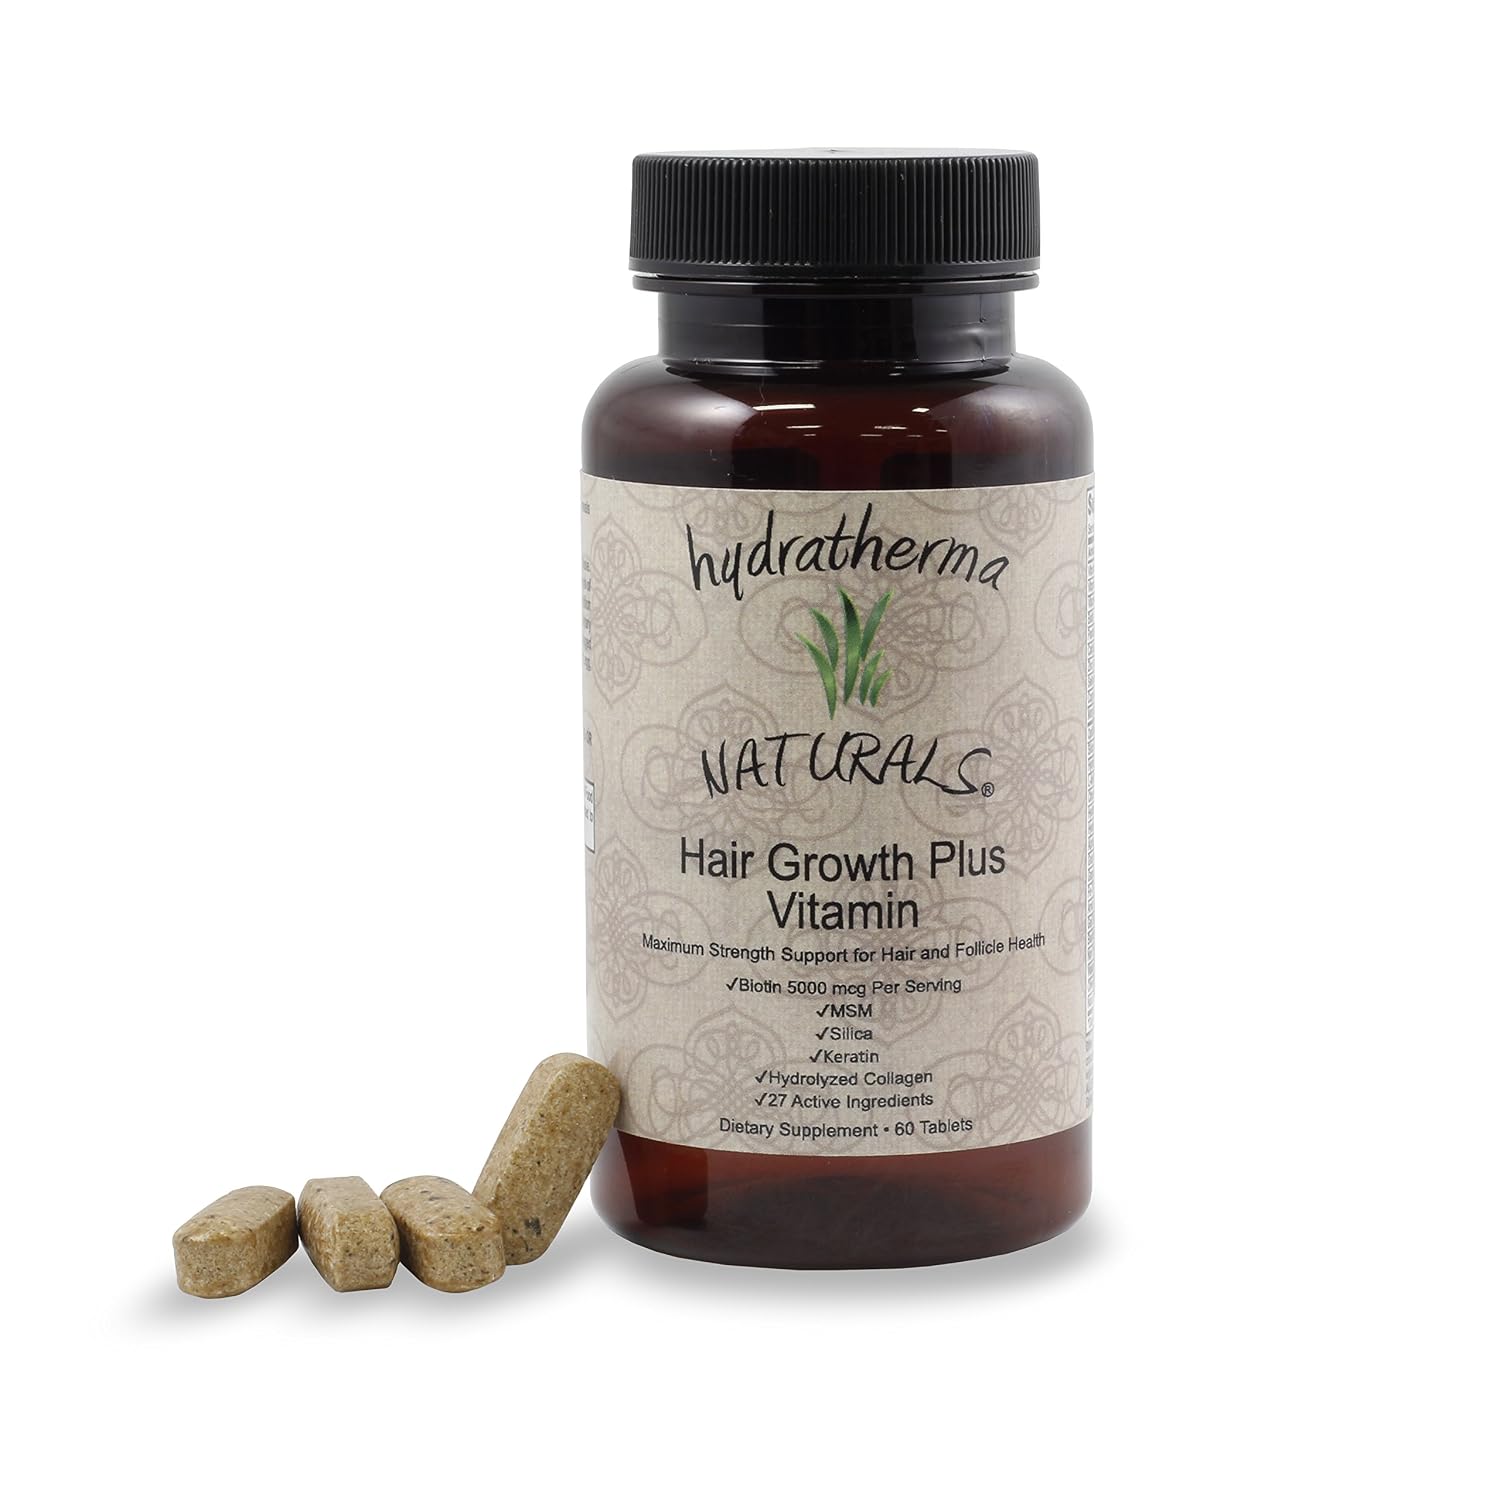 hydratherma
NATURALS®
Hair Growth Plus
Vitamin
Maximum Strength Support for Hair and Follicle Health
✓Biotin 5000 mcg Per Serving
✓MSM
✓Silica
✓Keratin
✓Hydrolyzed Collagen
✓27 Active Ingredients
Dietary Supplement • 60 Tablets